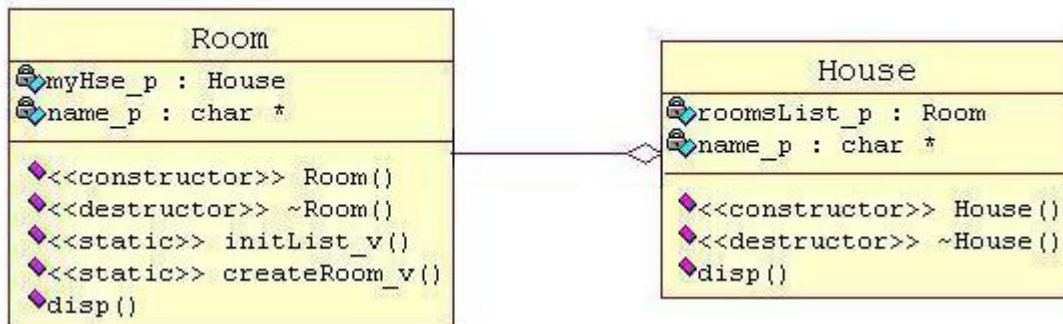 Room
myHse_p : House
name_p : char *
<<constructor>> Room()
<<destructor>> ~Room()
<<static>> initList_v()
<<static>> createRoom_v()
disp()
House
roomsList_p : Room
name_p : char *
<<constructor>> House()
<<destructor>> ~House()
disp()